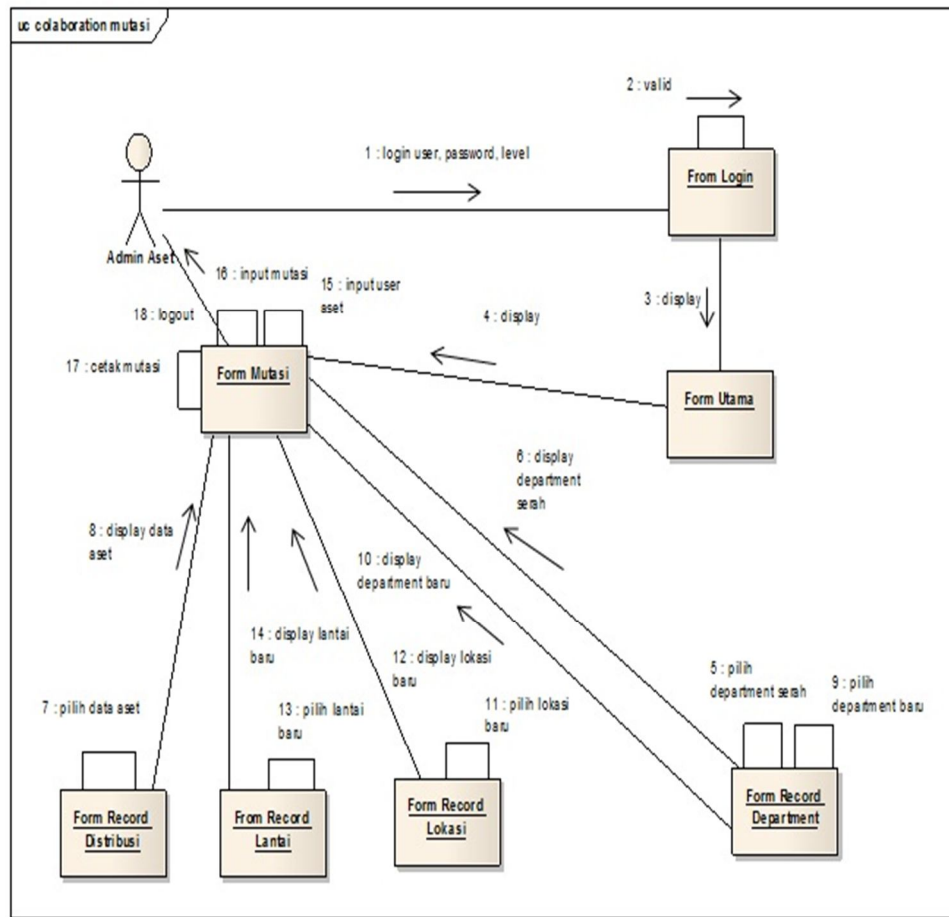 uc colaboration mutasi
2 : valid
1 : login user, password, level
From Login
Admin Aset
16 : input mutasi
15 : input user
aset
3 : display
18 : logout
4 : display
17 : cetak mutasi
Form Mutasi
Form Utama
6 : display
department
serah
8 : display data
aset
10 : display
department baru
14 : display lantai
baru
12 : display lokasi
baru
5 : pilih
department serah
9 : pilih
department baru
7 : pilih data aset
13 : pilih lantai
baru
11 : pilih lokasi
baru
Form Record
Distribusi
From Record
Lantai
Form Record
Lokasi
Form Record
Department